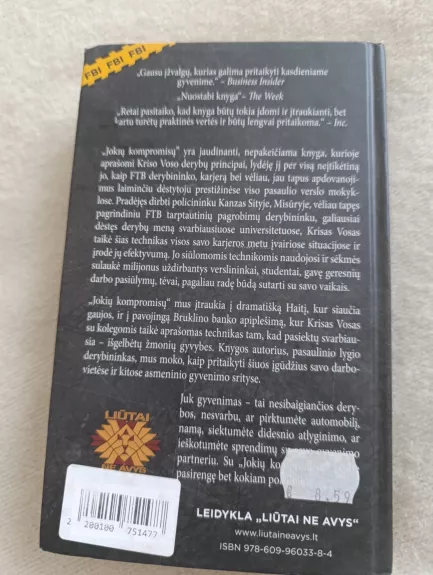 FBI FBI FBI
„Gausu įžvalgų, kurias galima pritaikyti kasdieniame
gyvenime.“ – Business Insider
„Nuostabi knyga“– The Week
„Retai pasitaiko, kad knyga būtų tokia įdomi ir įtraukianti, bet
kartu turėtų praktinės vertės ir būtų lengvai pritaikoma.“ – Inc.
„Jokių kompromisų“ yra jaudinanti, nepakeičiama knyga, kurioje
aprašomi Kriso Voso derybų principai, lydėję jį per visą neįtikėtiną
jo, kaip FTB derybininko, karjerą bei vėliau, jau tapus apdovanoji-
mus laiminčiu dėstytoju prestižinėse viso pasaulio verslo mokyk-
lose. Pradėjęs dirbti policininku Kanzas Sityje, Misūryje, vėliau tapęs
pagrindiniu FTB tarptautinių pagrobimų derybininku, galiausiai
dėstęs derybų meną svarbiausiuose universitetuose, Krisas Vosas
taikė šias technikas visos savo karjeros metu įvairiose situacijose ir
įrodė jų efektyvumą. Jo siūlomomis technikomis naudojosi ir sėkmės
sulaukė milijonus uždirbantys verslininkai, studentai, gavę geresnių
darbo pasiūlymų, tėvai, pagaliau radę būdą sutarti su savo vaikais.
„Jokių kompromisų“ mus įtraukia į dramatišką Haitį, kur siaučia
gaujos, ir į pavojingą Bruklino banko apiplėšimą, kur Krisas Vosas
su kolegomis taikė aprašomas technikas tam, kad pasiektų svarbiau-
sia – išgelbėtų žmonių gyvybes. Knygos autorius, pasaulinio lygio
derybininkas, mus moko, kaip pritaikyti šiuos įgūdžius savo darbo-
vietėse ir kitose asmeninio gyvenimo srityse.
Juk gyvenimas – tai nesibaigiančios dery-
bos, nesvarbu, ar pirktumėte automobilį,
namą, siektumėte didesnio atlyginimo, ar
ieškotumėte sprendimų su gyvenimo
partneriu. Su „Jokių
pasirengę bet kokiam
LIŪTAI
NE AVYS
8.59
2 200100 751477
LEIDYKLA „LIŪTAI NE AVYS“
www.liutaineavys.lt
ISBN 978-609-96033-8-4